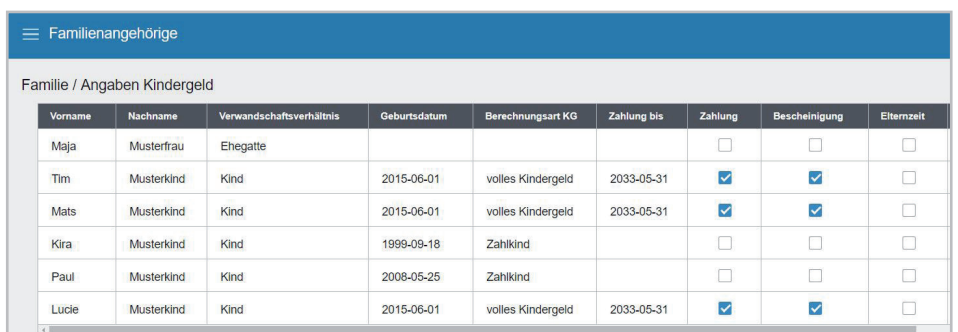 Familienangehörige
Familie / Angaben Kindergeld
Vorname Nachname Verwandschaftsverhältnis Geburtsdatum Berechnungsart KG Zahlung bis Zahlung Bescheinigung Elternzeit
Maja Musterfrau Ehegatte
Tim Musterkind Kind 2015-06-01 volles Kindergeld 2033-05-31
Mats Musterkind Kind 2015-06-01 volles Kindergeld 2033-05-31
Kira Musterkind Kind 1999-09-18 Zahlkind
Paul Musterkind Kind 2008-05-25 Zahlkind
Lucie Musterkind Kind 2015-06-01 volles Kindergeld 2033-05-31